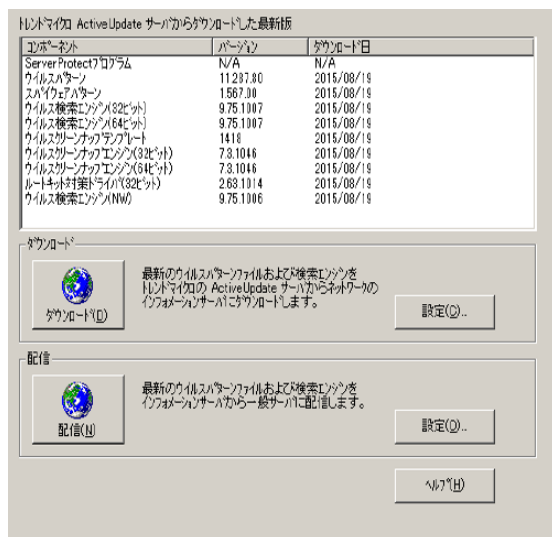 トレンドマイクロ ActiveUpdate サーバからダウンロードした最新版
コンポーネント バージョン ダウンロード日
ServerProtectプログラム N/A N/A
ウイルスパターン 11.287.80 2015/08/19
スパイウェアパターン 1.567.00 2015/08/19
ウイルス検索エンジン(32ビット) 9.75.1007 2015/08/19
ウイルス検索エンジン(64ビット) 9.75.1007 2015/08/19
ウイルスクリーンナップテンプレート 1418 2015/08/19
ウイルスクリーンナップエンジン(32ビット) 7.3.1046 2015/08/19
ウイルスクリーンナップエンジン(64ビット) 7.3.1046 2015/08/19
ルートキット対策ドライバ(32ビット) 2.63.1014 2015/08/19
ウイルス検索エンジン(NW) 9.75.1006 2015/08/19
ダウンロード
最新のウイルスパターンファイルおよび検索エンジンを
トレンドマイクロの ActiveUpdate サーバからネットワークの
インフォメーションサーバにダウンロードします。
ダウンロード(D)
設定(C)...
配信
最新のウイルスパターンファイルおよび検索エンジンを
インフォメーションサーバから一般サーバに配信します。
配信(N)
設定(O)...
ヘルプ(H)